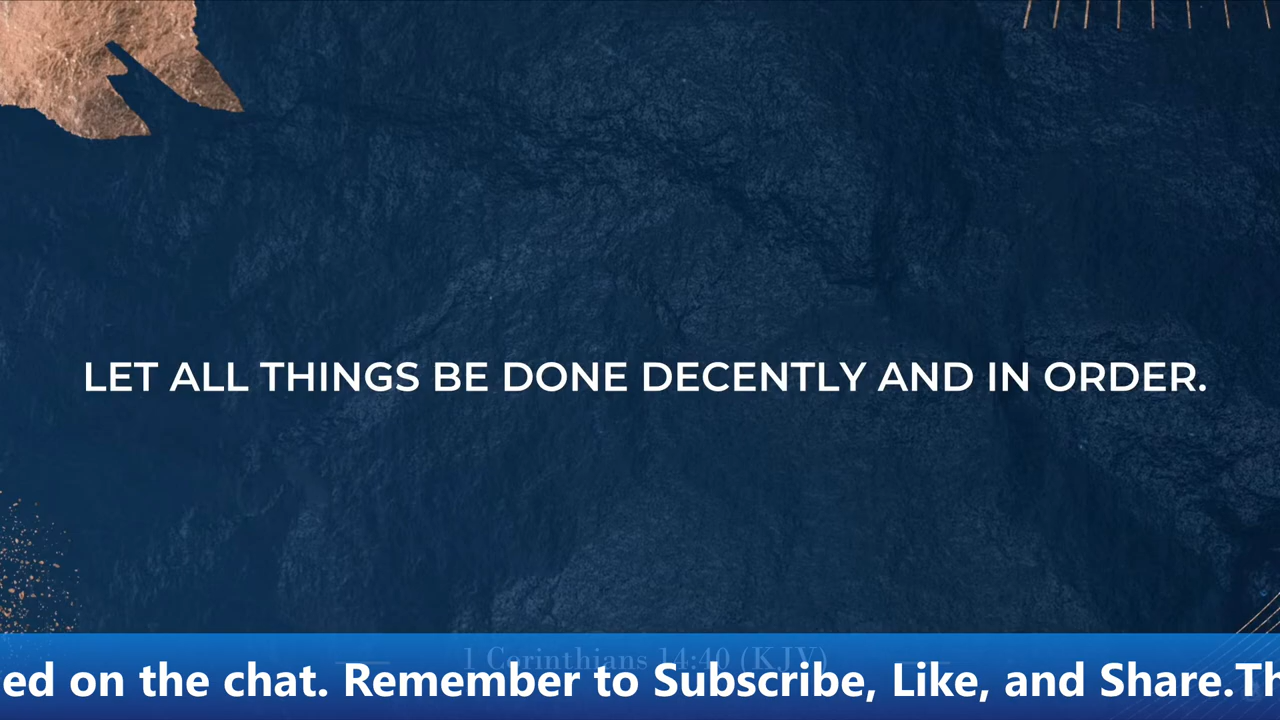 LET ALL THINGS BE DONE DECENTLY AND IN ORDER.
1 Corinthians 14:40 (KJV)
ed on the chat. Remember to Subscribe, Like, and Share.Th